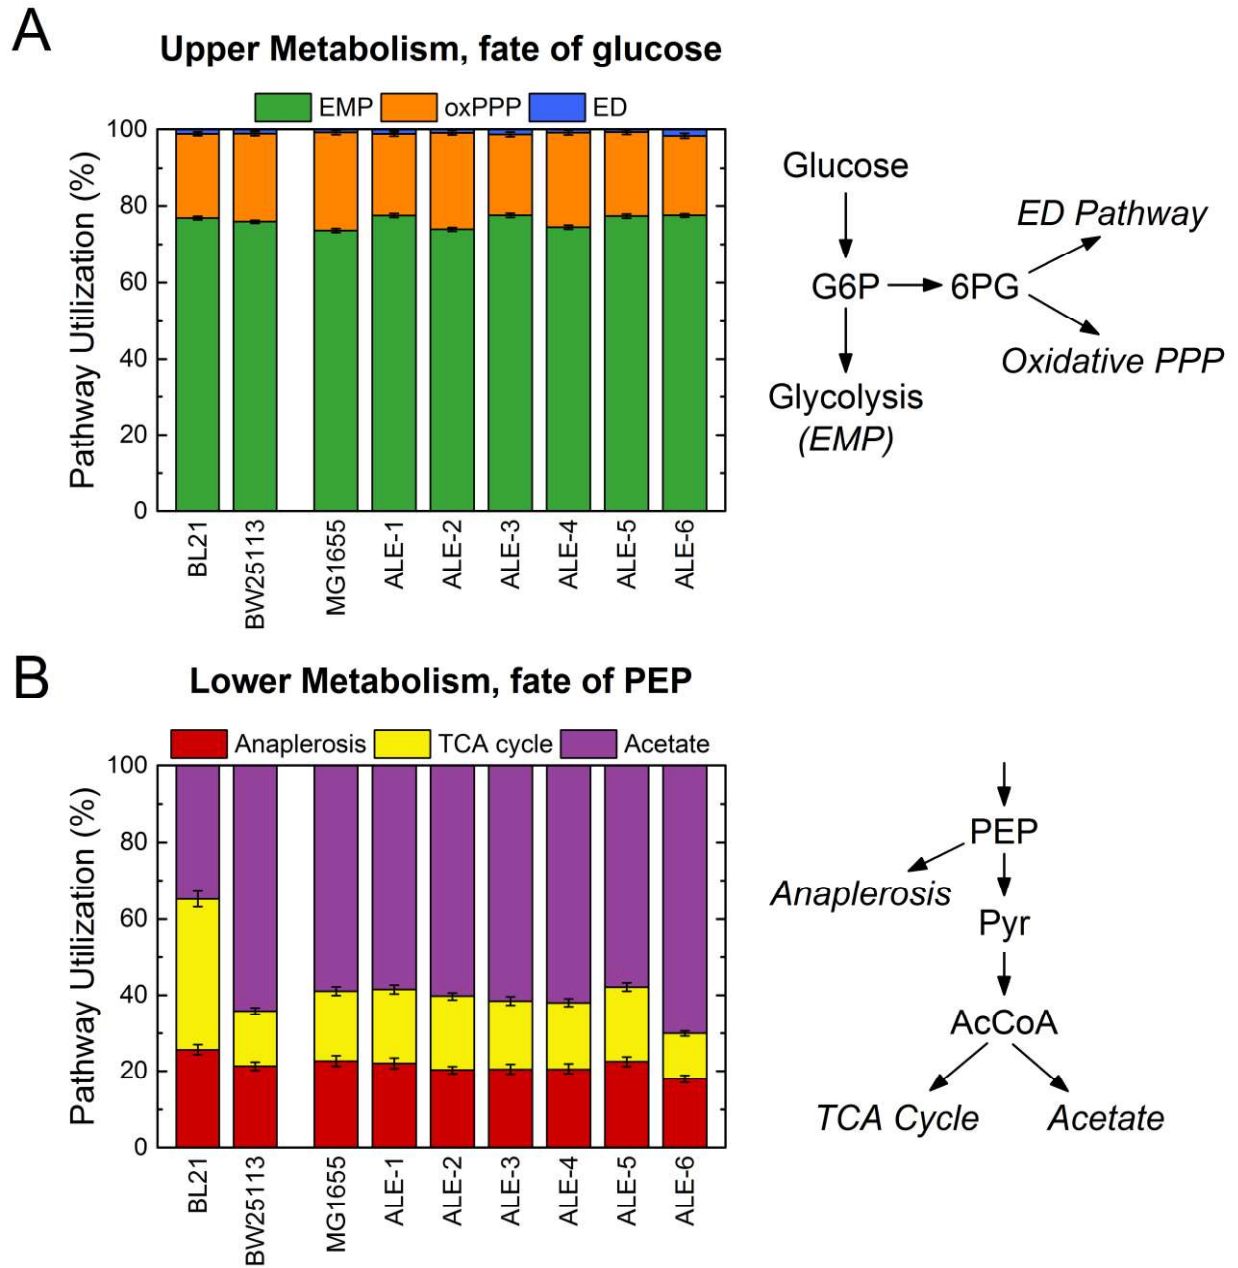 A
Upper Metabolism, fate of glucose
EMP oxPPP ED
Pathway Utilization (%)
100
80
60
40
20
0
BL21
BW25113
MG1655
ALE-1
ALE-2
ALE-3
ALE-4
ALE-5
ALE-6
Glucose
G6P
6PG
ED Pathway
Oxidative PPP
Glycolysis
(EMP)
B
Lower Metabolism, fate of PEP
Anaplerosis TCA cycle Acetate
Pathway Utilization (%)
100
80
60
40
20
0
BL21
BW25113
MG1655
ALE-1
ALE-2
ALE-3
ALE-4
ALE-5
ALE-6
PEP
Anaplerosis
Pyr
AcCoA
TCA Cycle
Acetate